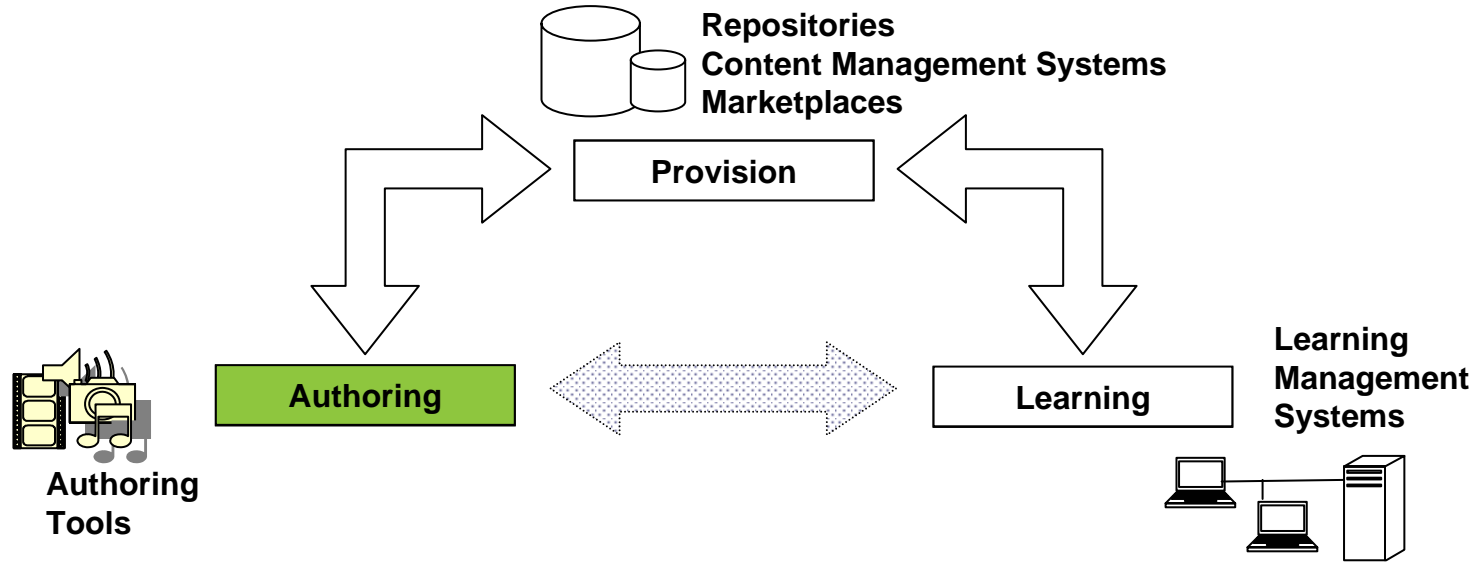 Repositories
Content Management Systems
Marketplaces
Provision
Authoring
Learning
Learning
Management
Systems
Authoring
Tools